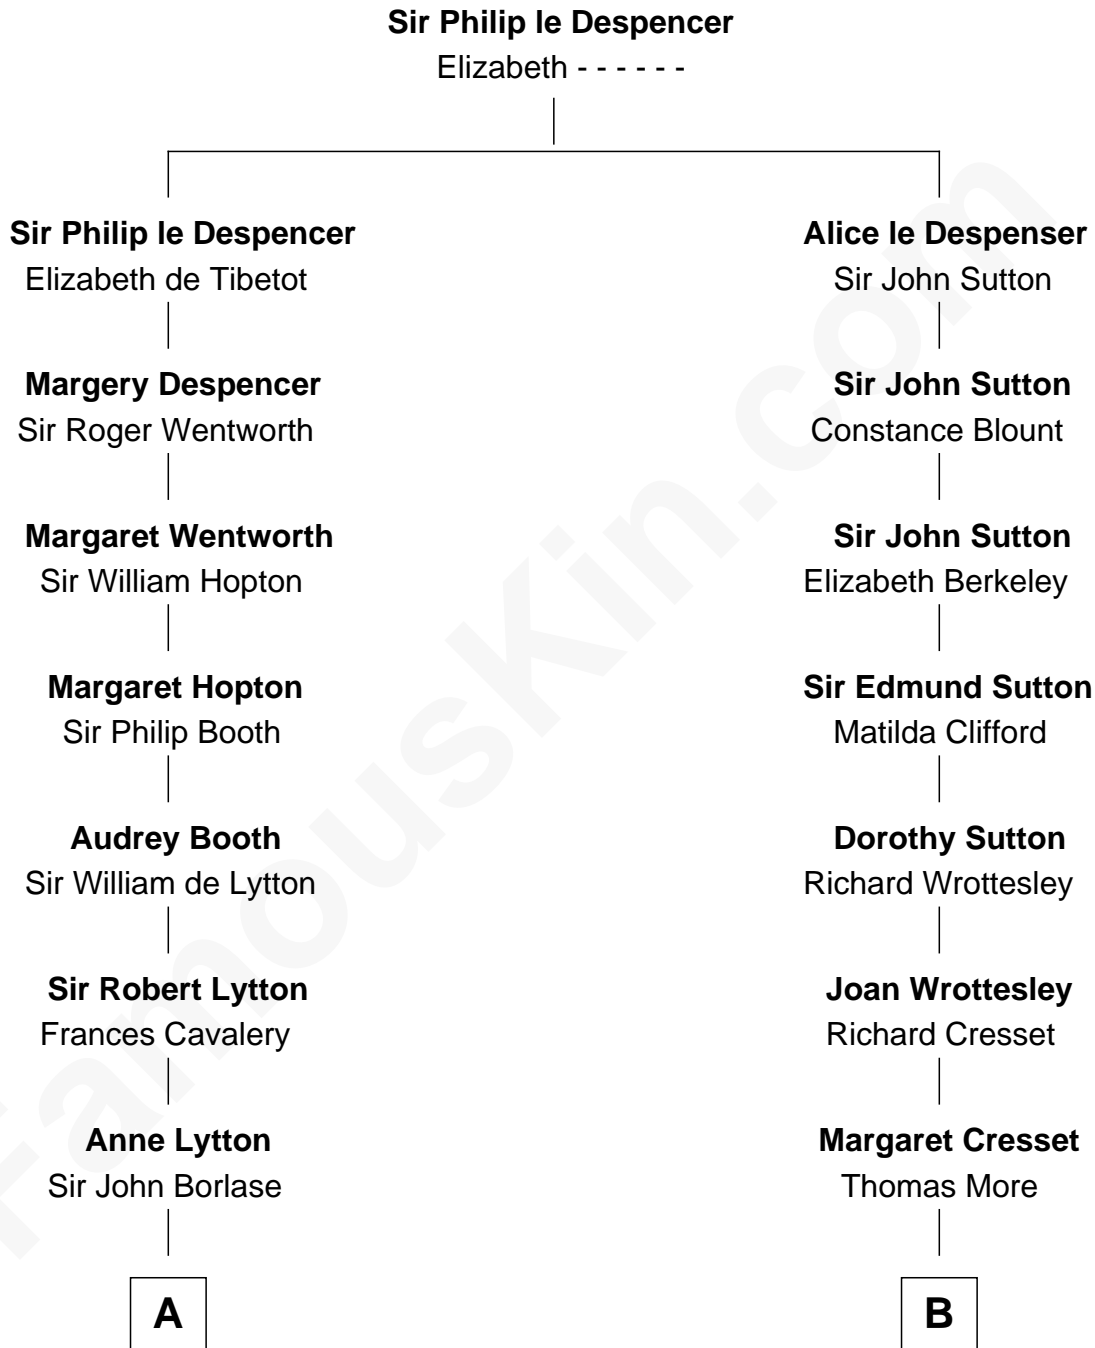 Sir Philip le Despencer
Elizabeth - - - - - -
Sir Philip le Despencer
Elizabeth de Tibetot
Alice le Despenser
Sir John Sutton
Margery Despencer
Sir Roger Wentworth
Sir John Sutton
Constance Blount
Margaret Wentworth
Sir William Hopton
Sir John Sutton
Elizabeth Berkeley
Margaret Hopton
Sir Philip Booth
Sir Edmund Sutton
Matilda Clifford
Audrey Booth
Sir William de Lytton
Dorothy Sutton
Richard Wrottesley
Sir Robert Lytton
Frances Cavalery
Joan Wrottesley
Richard Cresset
Anne Lytton
Sir John Borlase
Margaret Cresset
Thomas More
A
B
FamousKin.com